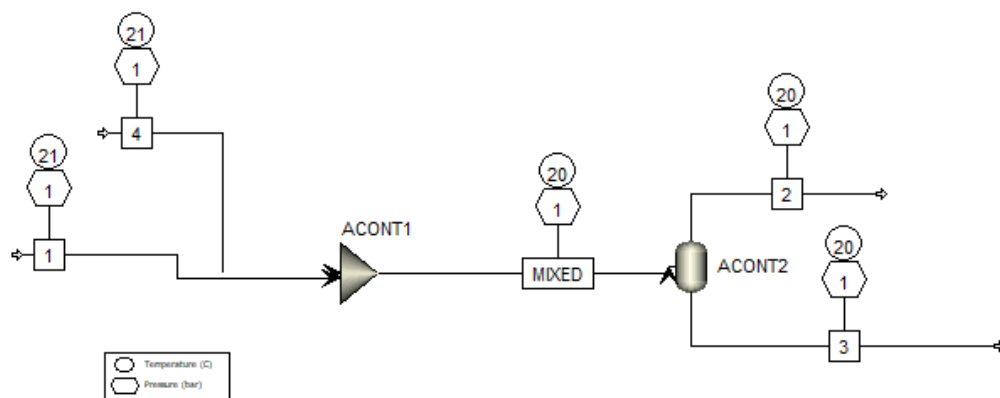 21
1
4
21
1
1
ACONT1
20
1
MIXED
20
1
2
ACONT2
20
1
3
Temperature (C)
Pressure (bar)